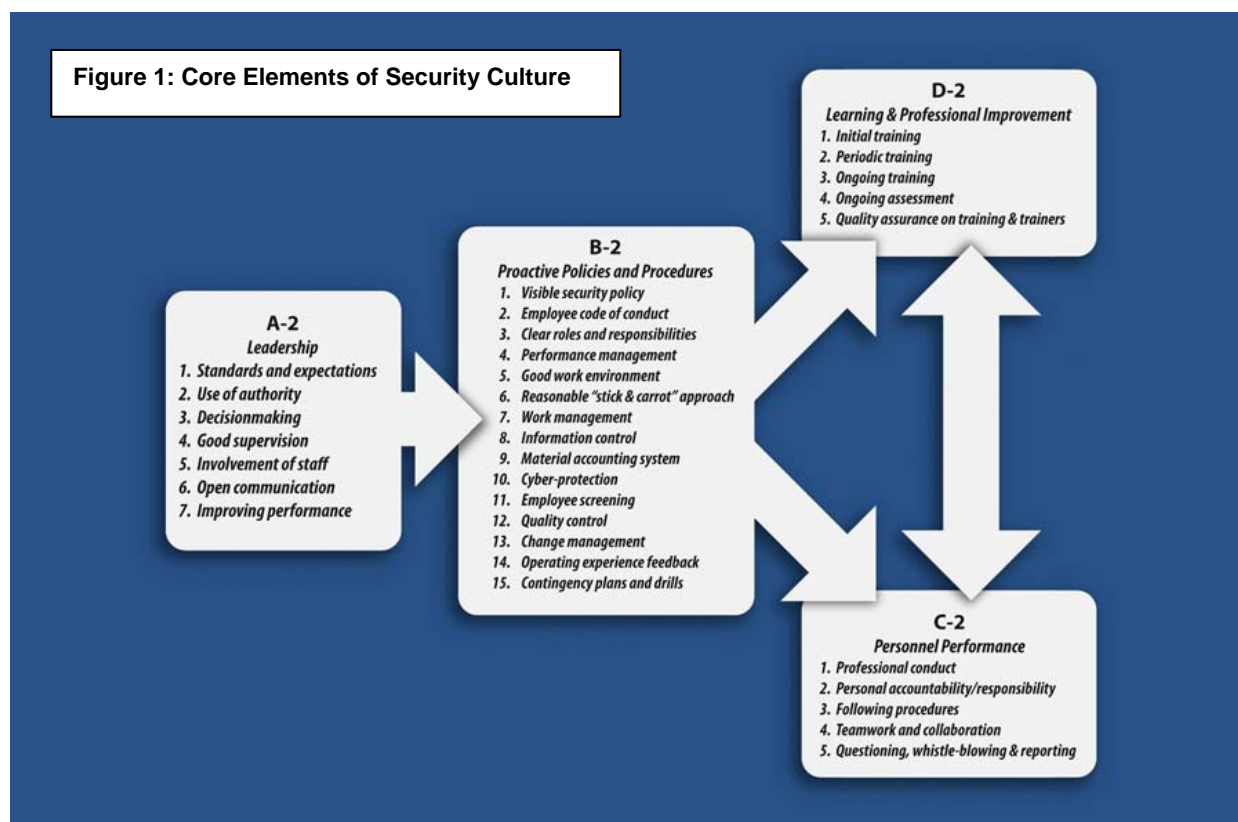 Figure 1: Core Elements of Security Culture
A-2
Leadership
1. Standards and expectations
2. Use of authority
3. Decisionmaking
4. Good supervision
5. Involvement of staff
6. Open communication
7. Improving performance
B-2
Proactive Policies and Procedures
1. Visible security policy
2. Employee code of conduct
3. Clear roles and responsibilities
4. Performance management
5. Good work environment
6. Reasonable "stick & carrot" approach
7. Work management
8. Information control
9. Material accounting system
10. Cyber-protection
11. Employee screening
12. Quality control
13. Change management
14. Operating experience feedback
15. Contingency plans and drills
D-2
Learning & Professional Improvement
1. Initial training
2. Periodic training
3. Ongoing training
4. Ongoing assessment
5. Quality assurance on training & trainers
C-2
Personnel Performance
1. Professional conduct
2. Personal accountability/responsibility
3. Following procedures
4. Teamwork and collaboration
5. Questioning, whistle-blowing & reporting